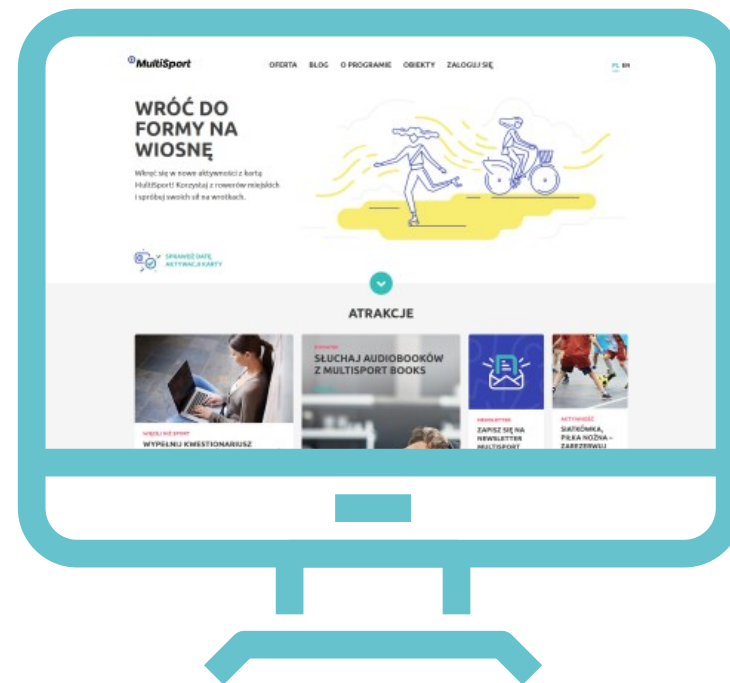 MultiSport
OFERTA BLOG O PROGRAMIE OBIEKTY ZALOGUJ SIĘ
PL EN
WRÓĆ DO
FORMY NA
WIOSNĘ
Wkręć się w nowe aktywności z kartą
MultiSport! Korzystaj z rowerów miejskich
i spróbuj swoich sił na wrotkach.
SPRAWDŹ DATĘ
AKTYWACJI KARTY
ATRAKCJE
WIĘCEJ NIŻ SPORT
WYPEŁNIJ KWESTIONARIUSZ
SŁUCHAJ AUDIOBOOKÓW
Z MULTISPORT BOOKS
NEWSLETTER
ZAPISZ SIĘ NA
NEWSLETTER
MULTISPORT
AKTYWNOŚĆ
SIATKÓWKA,
PIŁKA NOŻNA –
ZAREZERWUJ